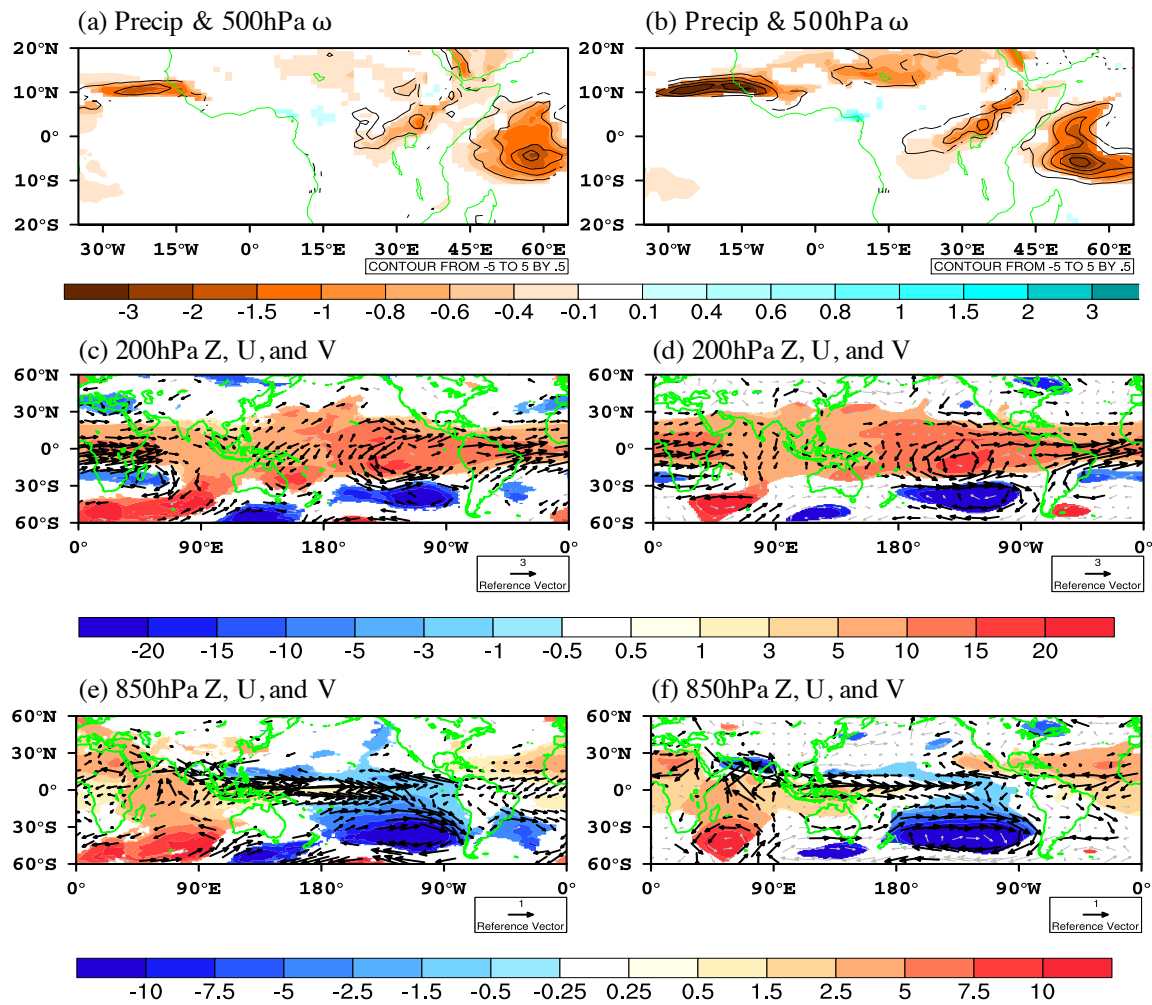 (a) Precip & 500hPa ω (b) Precip & 500hPa ω
20°N 20°N
10°N 10°N
0° 0°
10°S 10°S
20°S 20°S
35°W 15°W 0° 15°E 30°E 45°E 60°E 35°W 15°W 0° 15°E 30°E 45°E 60°E
CONTOUR FROM -5 TO 5 BY .5 CONTOUR FROM -5 TO 5 BY .5
-3 -2 -1.5 -1 -0.8 -0.6 -0.4 -0.1 0.1 0.4 0.6 0.8 1 1.5 2 3
(c) 200hPa Z, U, and V (d) 200hPa Z, U, and V
60°N 60°N
30°N 30°N
0° 0°
30°S 30°S
60°S 60°S
0° 90°E 180° 90°W 0° 0° 90°E 180° 90°W 0°
3 3
Reference Vector Reference Vector
-20 -15 -10 -5 -3 -1 -0.5 0.5 1 3 5 10 15 20
(e) 850hPa Z, U, and V (f) 850hPa Z, U, and V
60°N 60°N
30°N 30°N
0° 0°
30°S 30°S
60°S 60°S
0° 90°E 180° 90°W 0° 0° 90°E 180° 90°W 0°
1 1
Reference Vector Reference Vector
-10 -7.5 -5 -2.5 -1.5 -0.5 -0.25 0.25 0.5 1.5 2.5 5 7.5 10